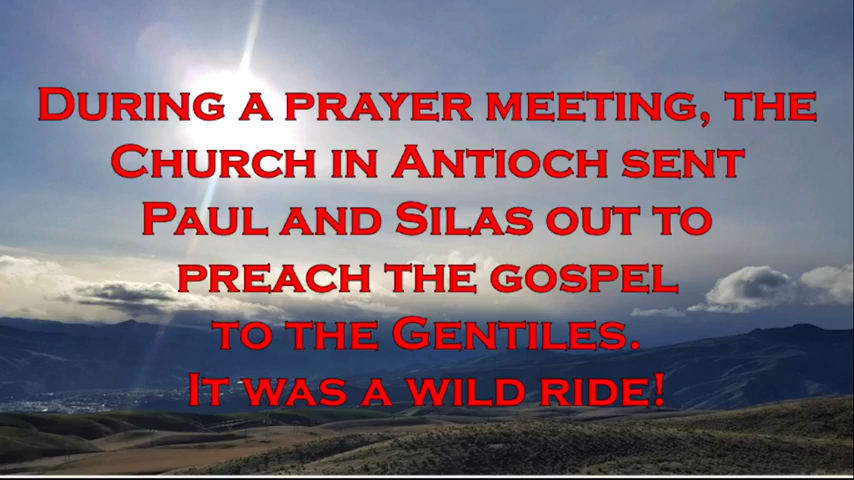 During a prayer meeting, the
Church in Antioch sent
Paul and Silas out to
preach the gospel
to the Gentiles.
It was a wild ride!